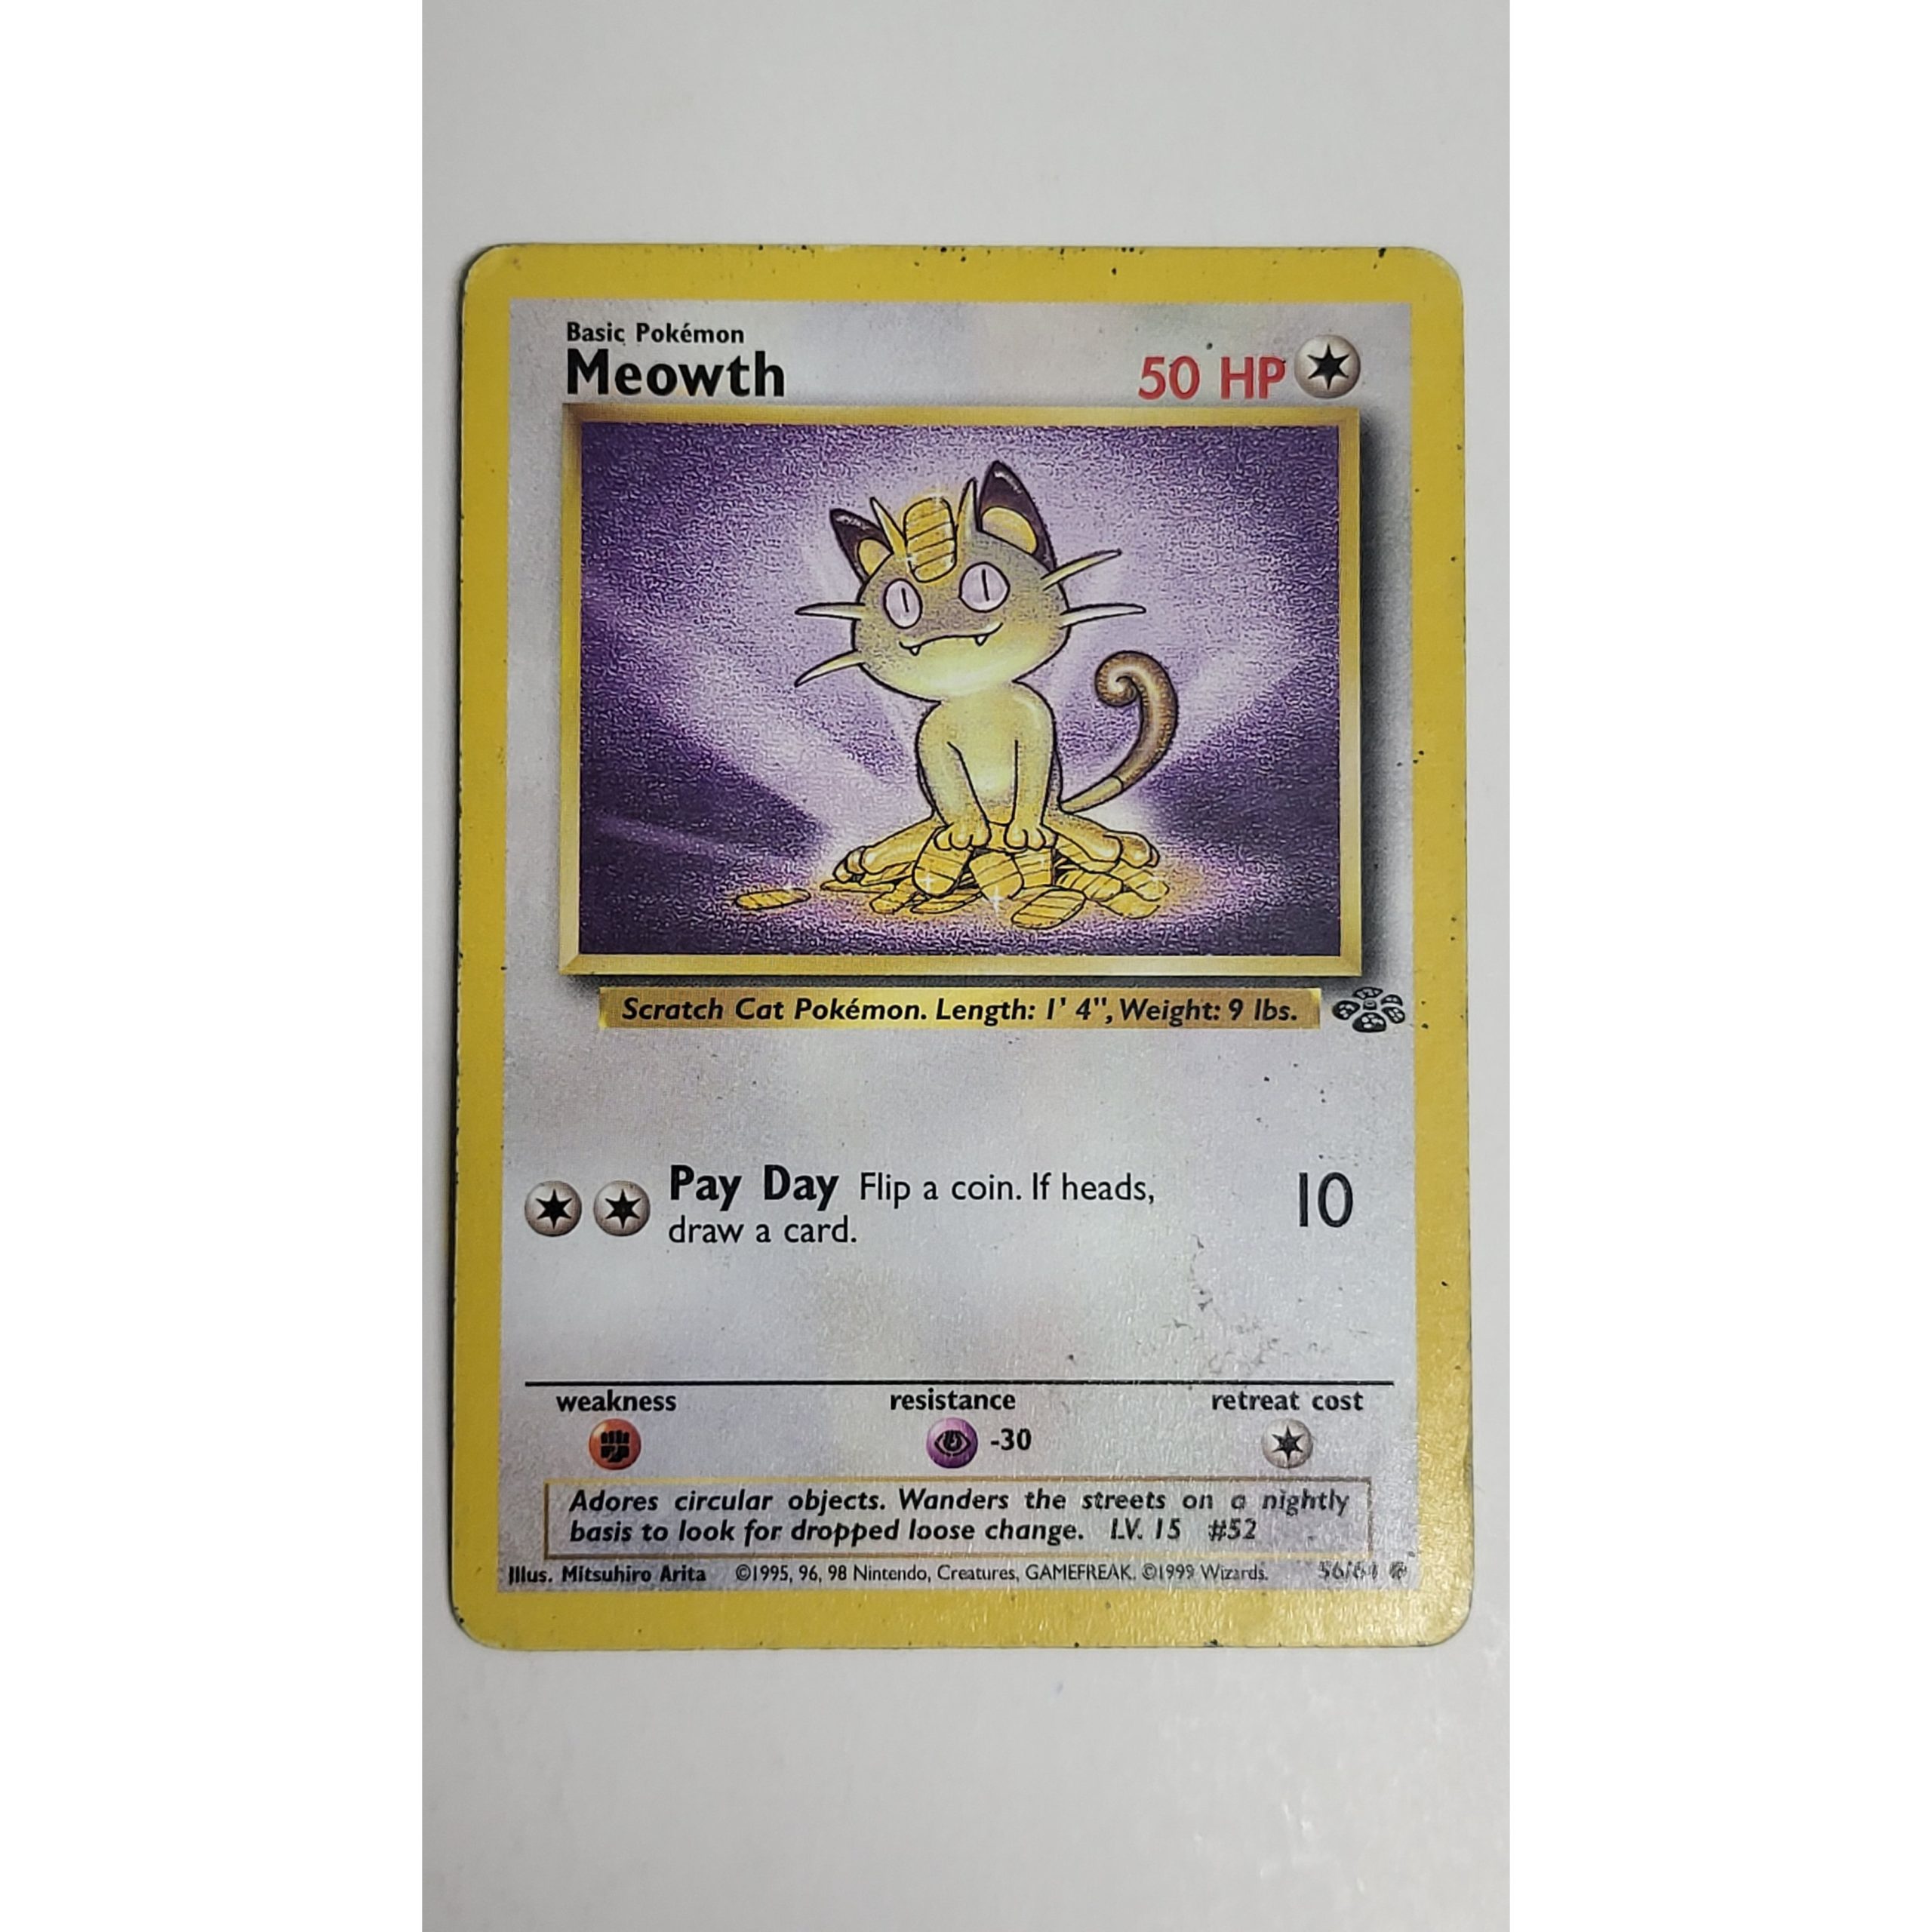 Basic Pokémon
Meowth
50 HP
Scratch Cat Pokémon. Length: 1' 4", Weight: 9 lbs.
Pay Day Flip a coin. If heads, 10
draw a card.
weakness resistance retreat cost
-30
Adores circular objects. Wanders the streets on a nightly
basis to look for dropped loose change. LV. 15 #52
Illus. Mitsuhiro Arita ©1995, 96, 98 Nintendo, Creatures, GAMEFREAK. ©1999 Wizards. 56/64